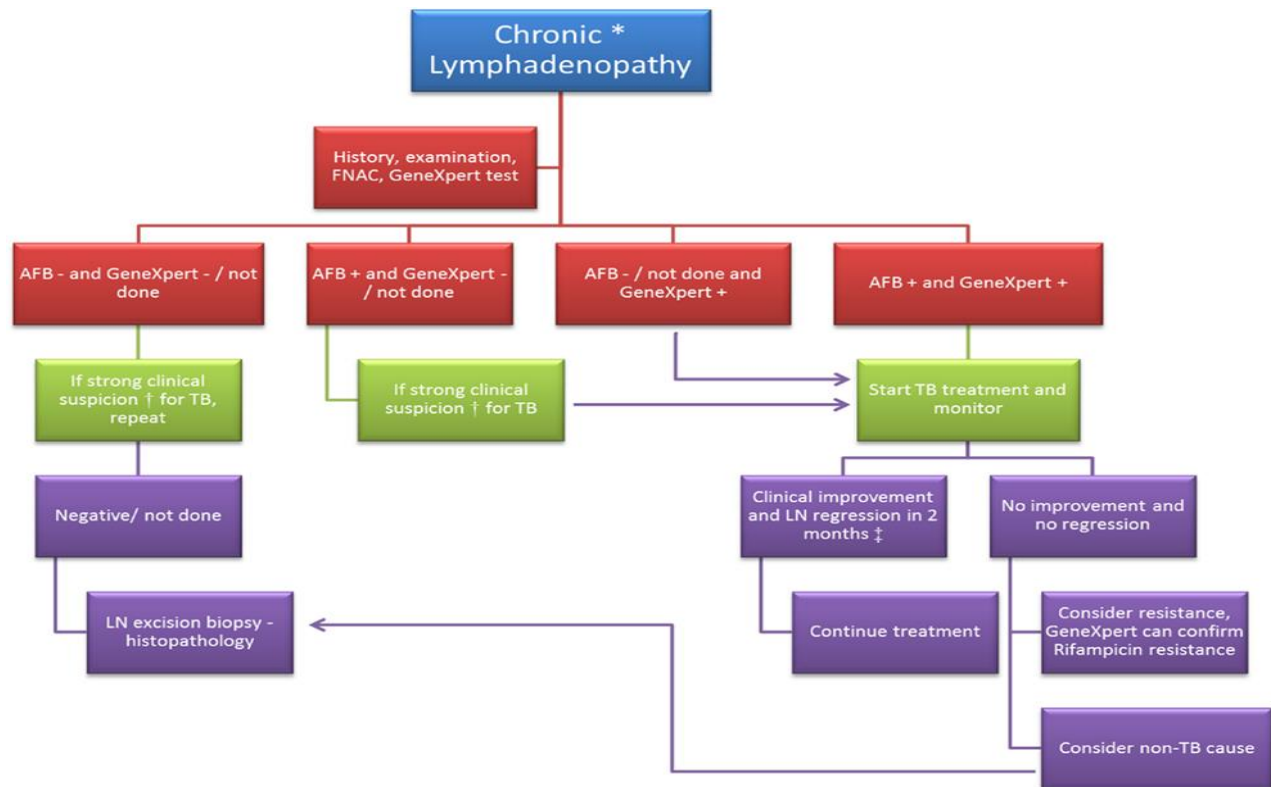 Chronic *
Lymphadenopathy
History, examination,
FNAC, GeneXpert test
AFB - and GeneXpert - / not
done
AFB + and GeneXpert -
/ not done
AFB - / not done and
GeneXpert +
AFB + and GeneXpert +
If strong clinical
suspicion † for TB,
repeat
If strong clinical
suspicion † for TB
Start TB treatment and
monitor
Negative/ not done
Clinical improvement
and LN regression in 2
months ‡
No improvement and
no regression
LN excision biopsy -
histopathology
Continue treatment
Consider resistance,
GeneXpert can confirm
Rifampicin resistance
Consider non-TB cause